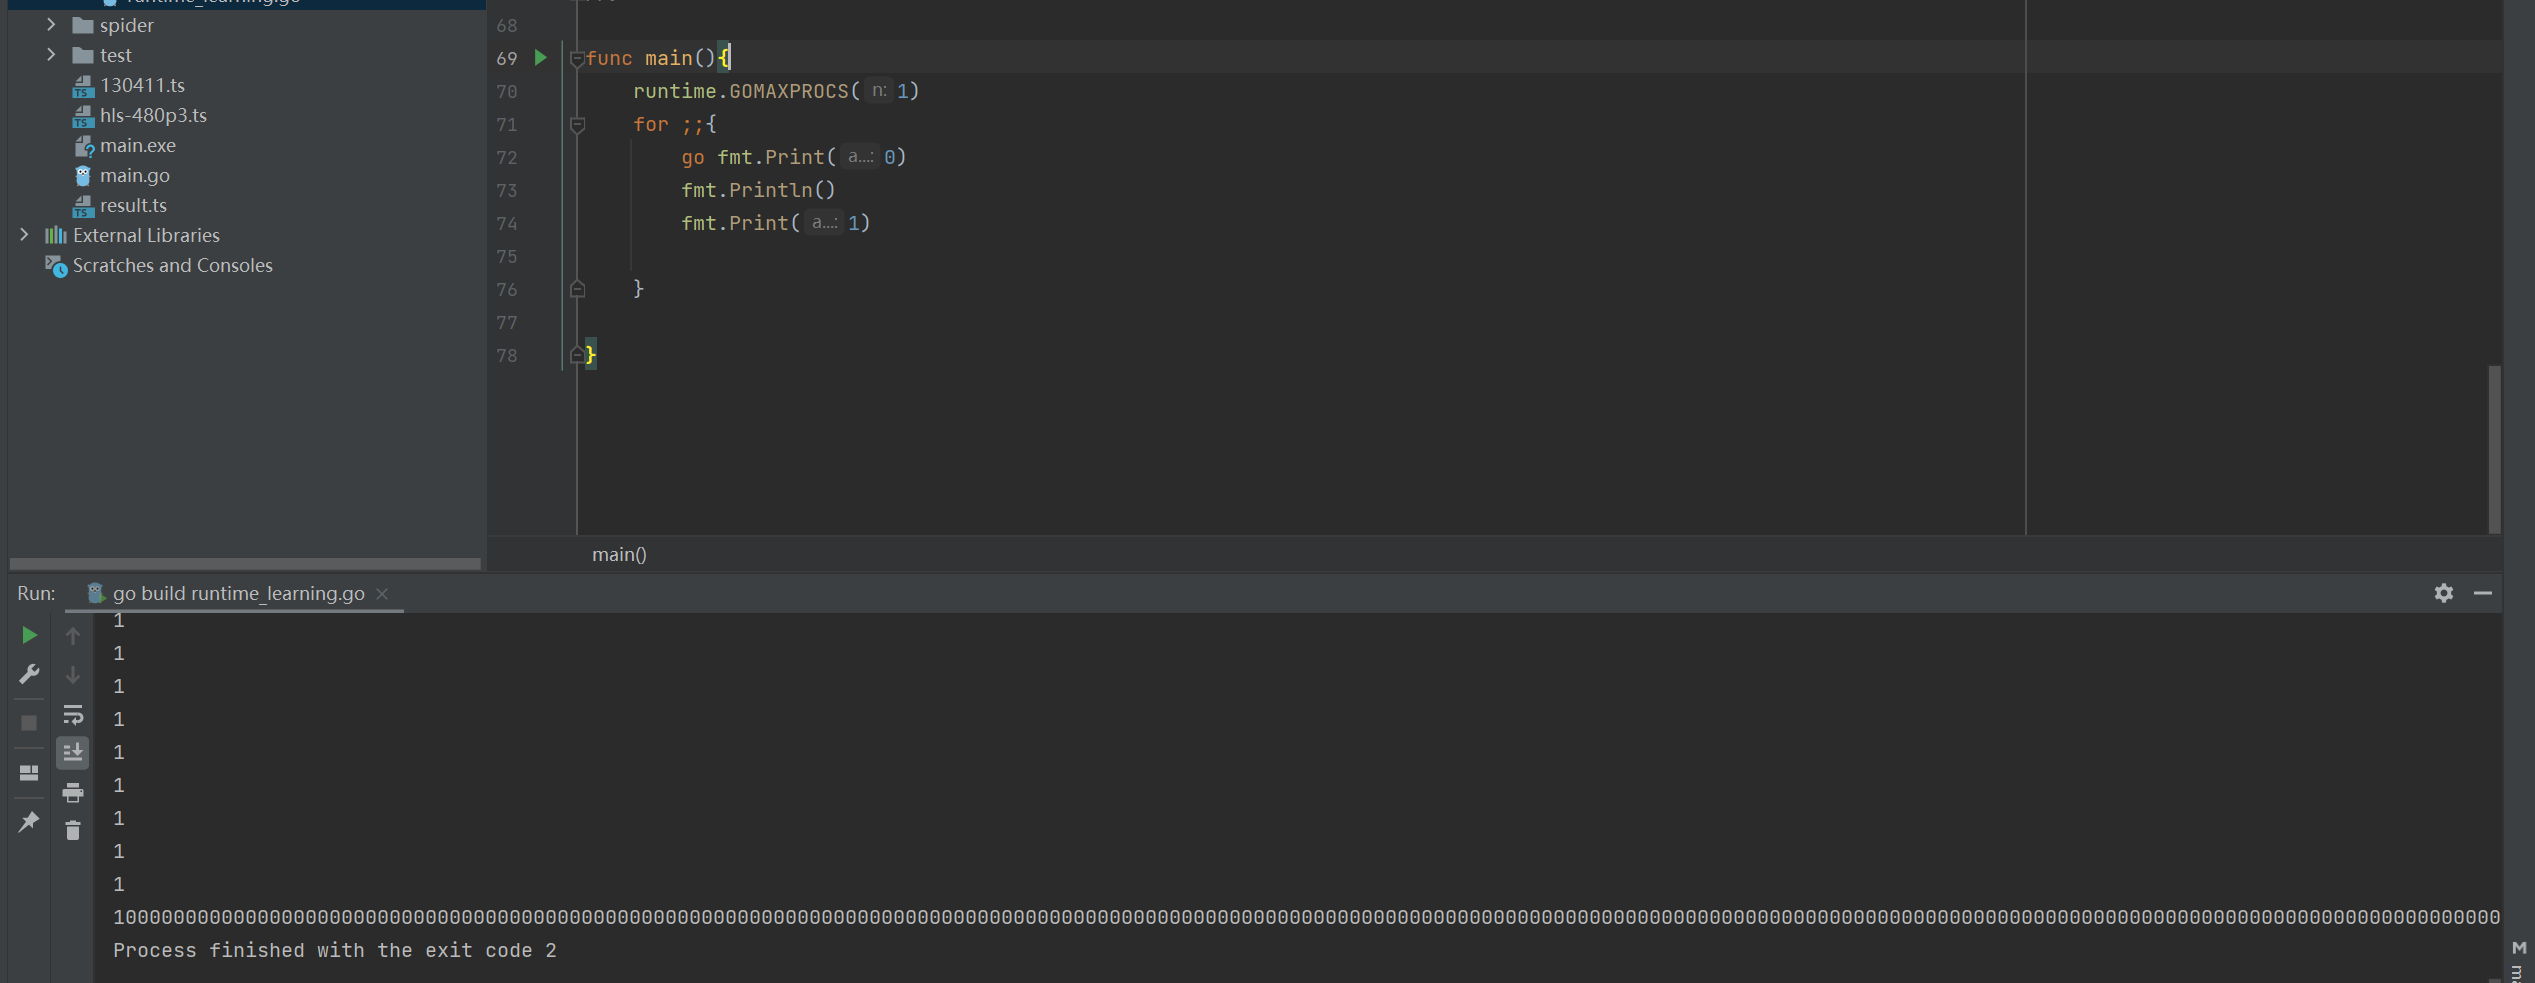 runtime_learning.go
spider
test
130411.ts
hls-480p3.ts
main.exe
main.go
result.ts
External Libraries
Scratches and Consoles
68
69 func main(){
70 runtime.GOMAXPROCS( n: 1)
71 for ;;{
72 go fmt.Print( a...: 0)
73 fmt.Println()
74 fmt.Print( a...: 1)
75
76 }
77
78 }
main()
Run: go build runtime_learning.go
1
1
1
1
1
1
1
1
1
1000000000000000000000000000000000000000000000000000000000000000000000000000000000000000000000000000000000000000000000000000000000000000000000000000000000000000000000000000000000000000000000000000000
Process finished with the exit code 2
M